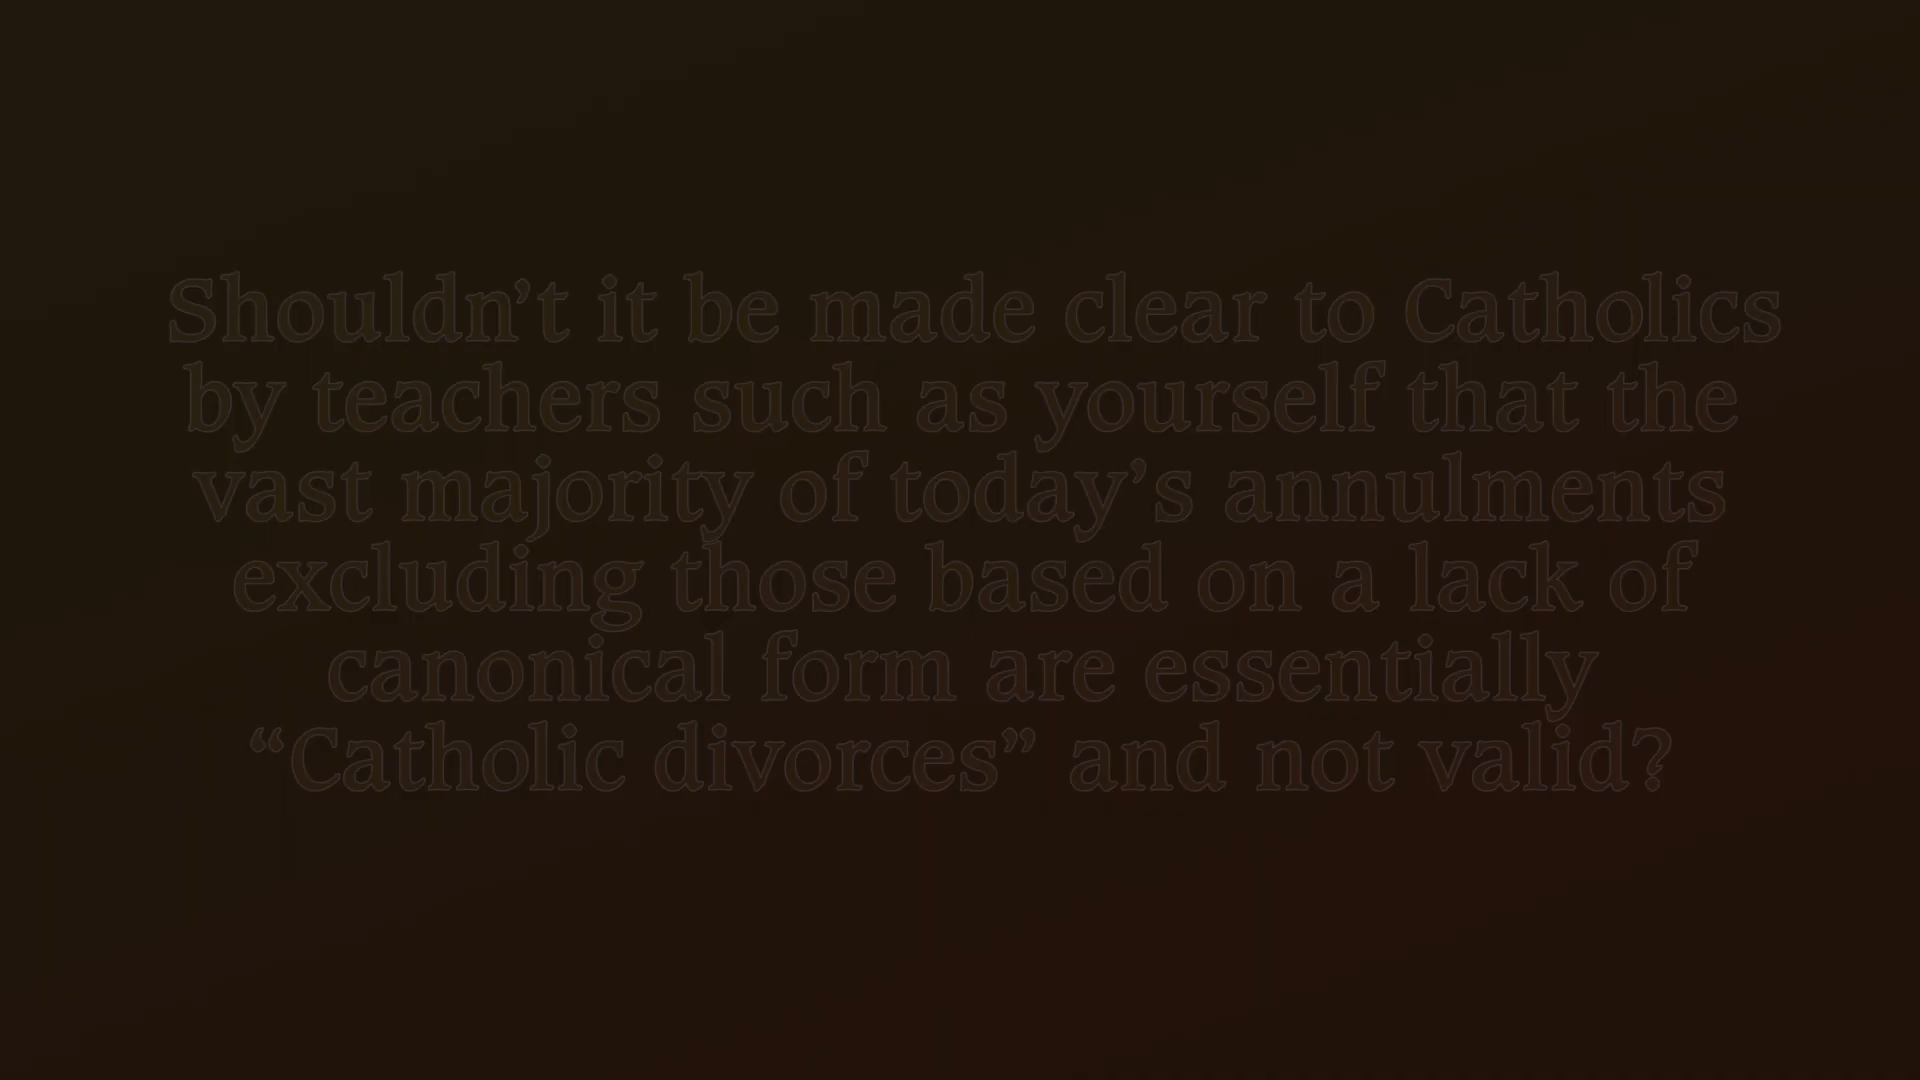 Shouldn’t it be made clear to Catholics
by teachers such as yourself that the
vast majority of today’s annulments
excluding those based on a lack of
canonical form are essentially
“Catholic divorces” and not valid?